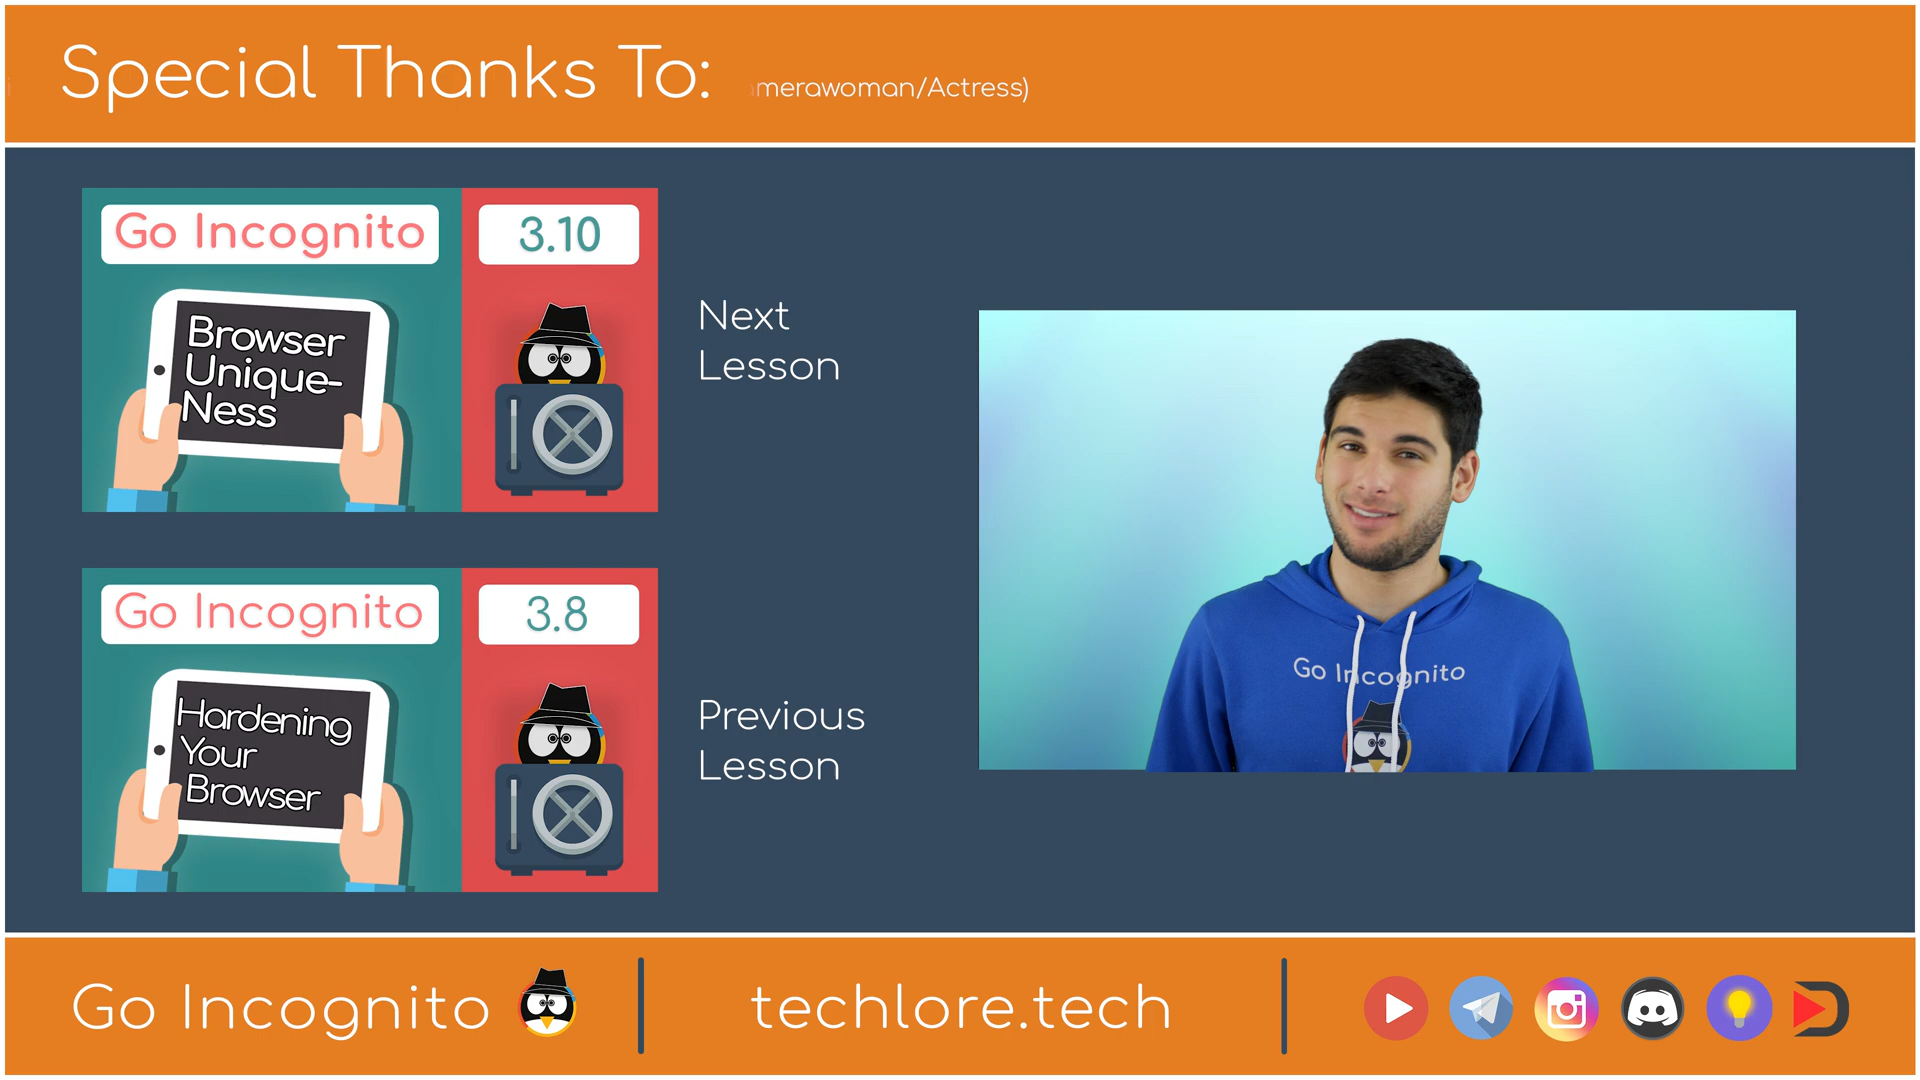 Special Thanks To:
merawoman/Actress)
Go Incognito
3.10
Browser
Unique-
Ness
Next
Lesson
Go Incognito
3.8
Hardening
Your
Browser
Previous
Lesson
Go Incognito
Go Incognito
techlore.tech